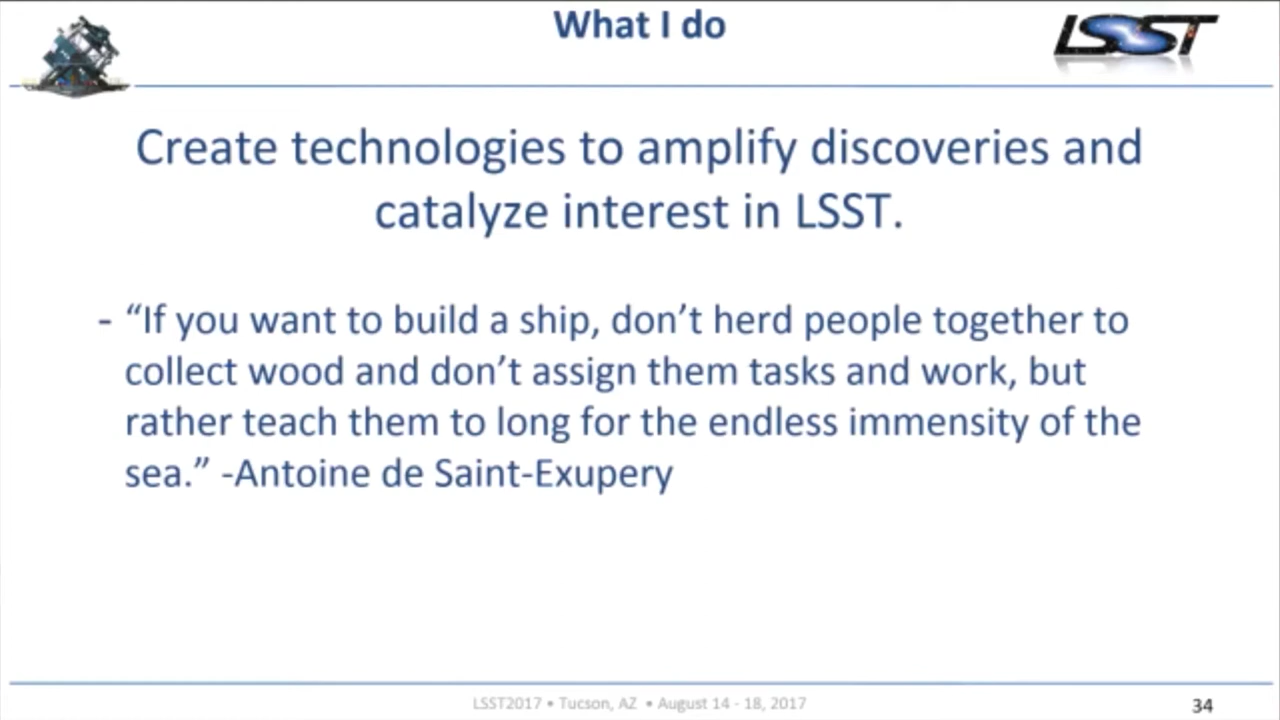 What I do
LSST
Create technologies to amplify discoveries and
catalyze interest in LSST.
- “If you want to build a ship, don’t herd people together to
collect wood and don’t assign them tasks and work, but
rather teach them to long for the endless immensity of the
sea.” -Antoine de Saint-Exupery
LSST2017 • Tucson, AZ • August 14 - 18, 2017
34